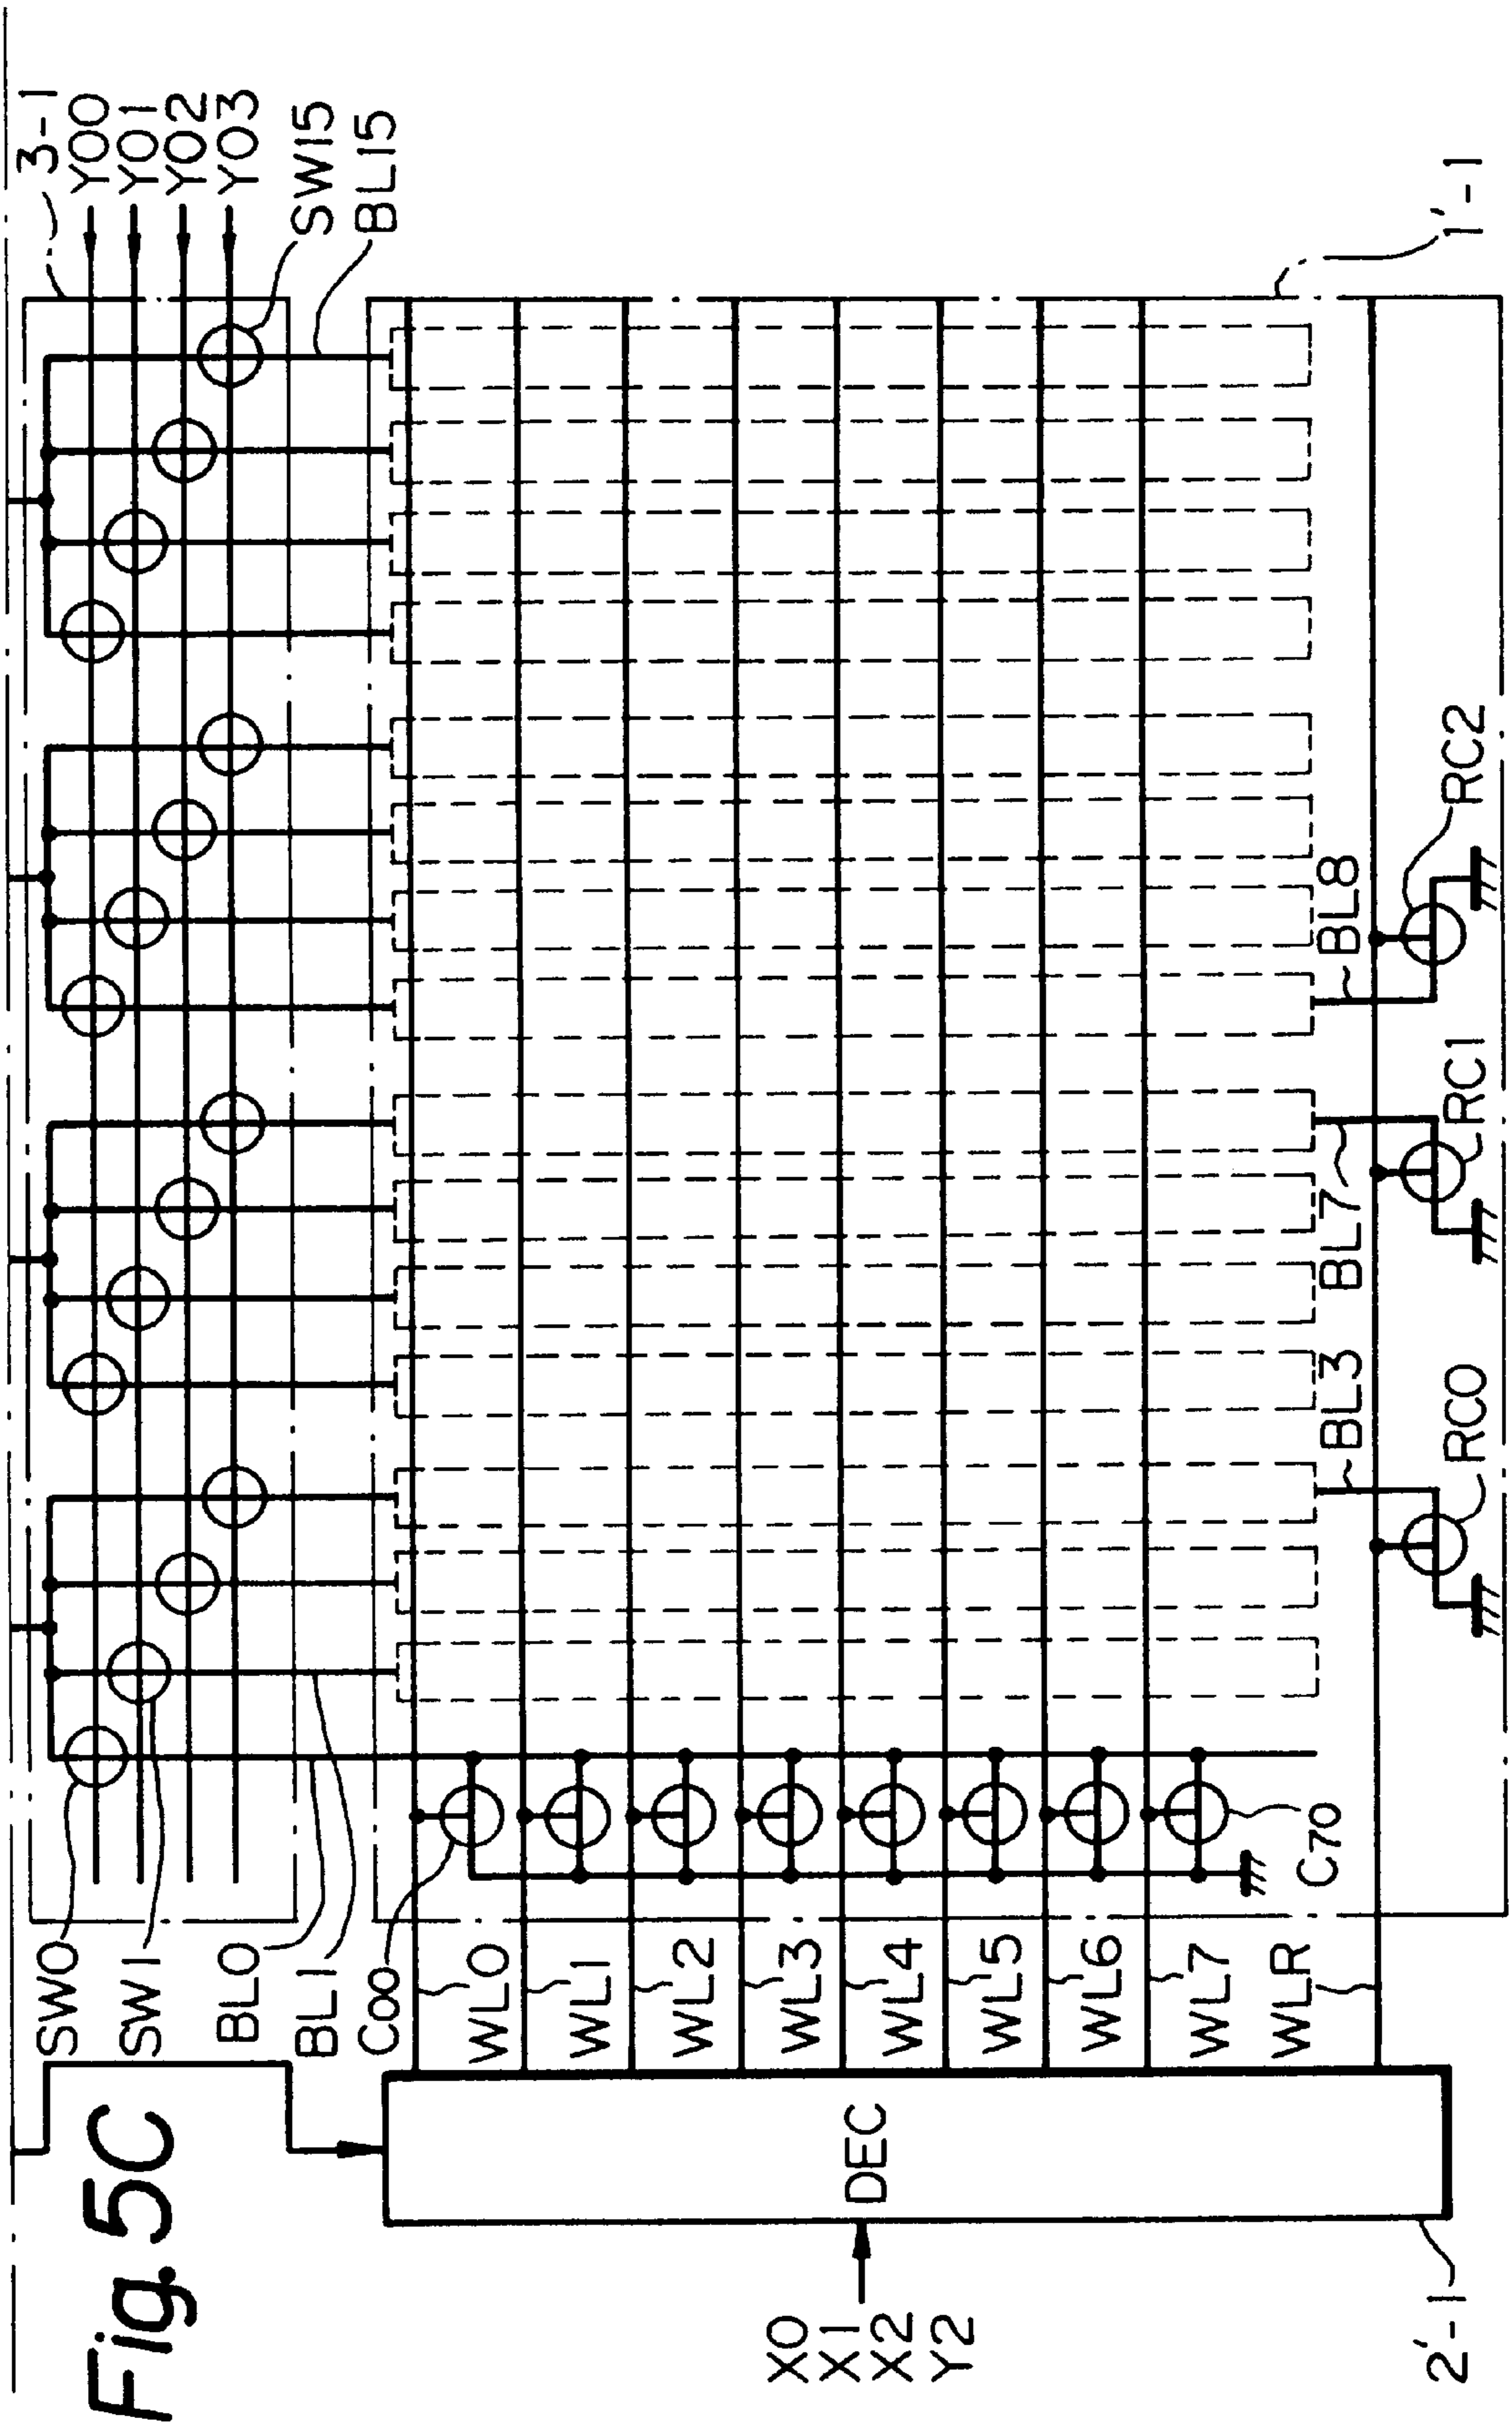 Fig. 5C
3-1
Y00
Y01
Y02
Y03
SW15
BL15
SW0
SW1
BL0
BL1
C00
WL0
WL1
WL2
WL3
WL4
WL5
WL6
WL7
WLR
DEC
X0
X1
X2
Y2
2'-1
C70
BL3
BL7
BL8
RC0
RC1
RC2
1'-1